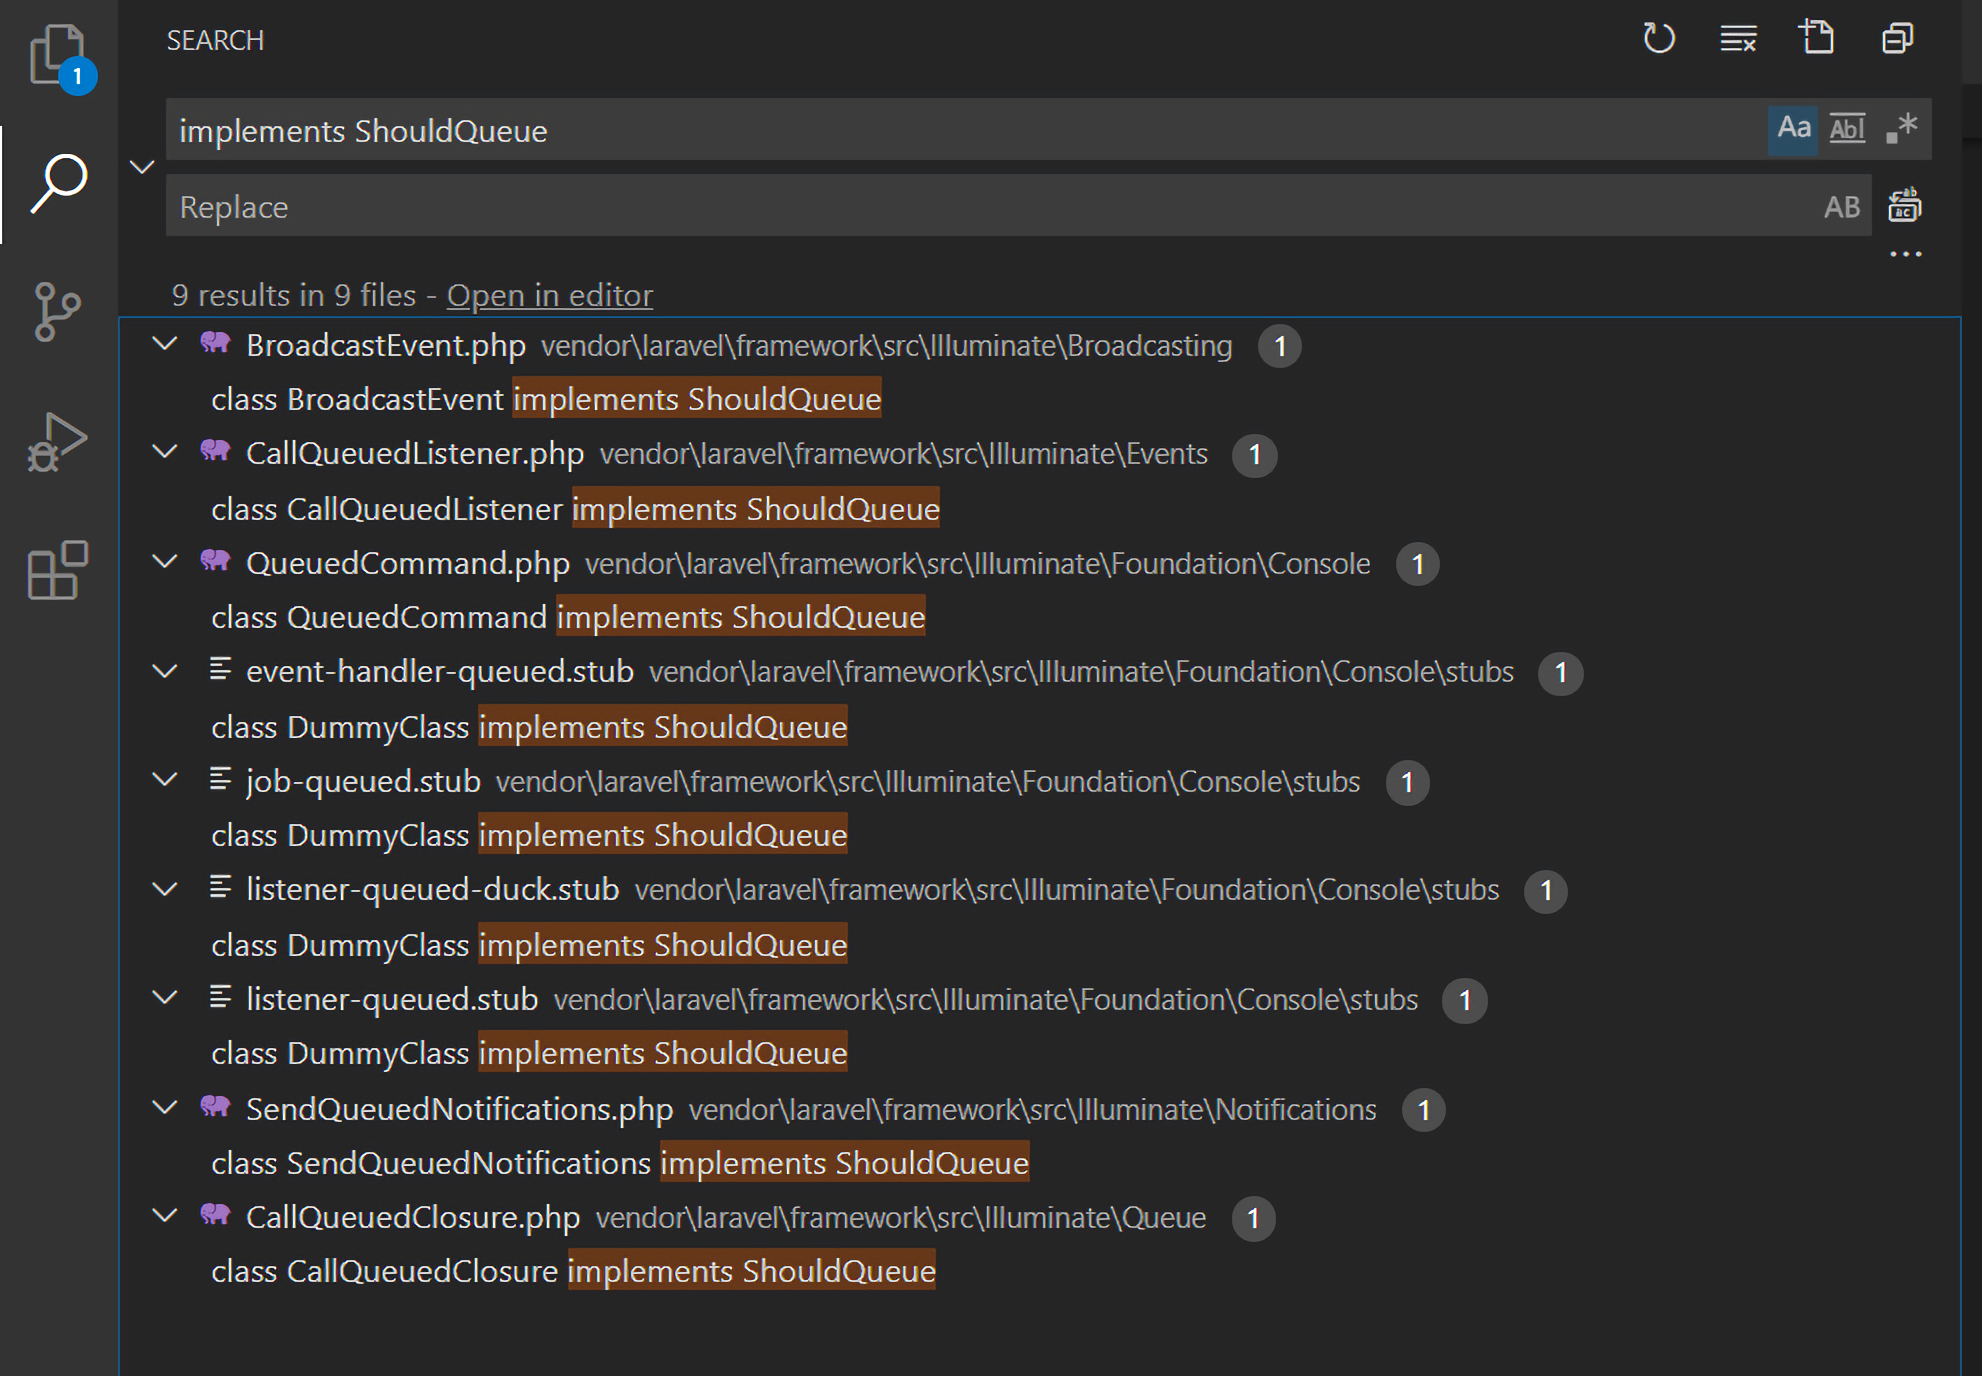 1
SEARCH
implements ShouldQueue Aa Abl .*
Replace AB
ab
ac
...
9 results in 9 files - Open in editor
BroadcastEvent.php vendor\laravel\framework\src\Illuminate\Broadcasting 1
class BroadcastEvent implements ShouldQueue
CallQueuedListener.php vendor\laravel\framework\src\Illuminate\Events 1
class CallQueuedListener implements ShouldQueue
QueuedCommand.php vendor\laravel\framework\src\Illuminate\Foundation\Console 1
class QueuedCommand implements ShouldQueue
event-handler-queued.stub vendor\laravel\framework\src\Illuminate\Foundation\Console\stubs 1
class DummyClass implements ShouldQueue
job-queued.stub vendor\laravel\framework\src\Illuminate\Foundation\Console\stubs 1
class DummyClass implements ShouldQueue
listener-queued-duck.stub vendor\laravel\framework\src\Illuminate\Foundation\Console\stubs 1
class DummyClass implements ShouldQueue
listener-queued.stub vendor\laravel\framework\src\Illuminate\Foundation\Console\stubs 1
class DummyClass implements ShouldQueue
SendQueuedNotifications.php vendor\laravel\framework\src\Illuminate\Notifications 1
class SendQueuedNotifications implements ShouldQueue
CallQueuedClosure.php vendor\laravel\framework\src\Illuminate\Queue 1
class CallQueuedClosure implements ShouldQueue